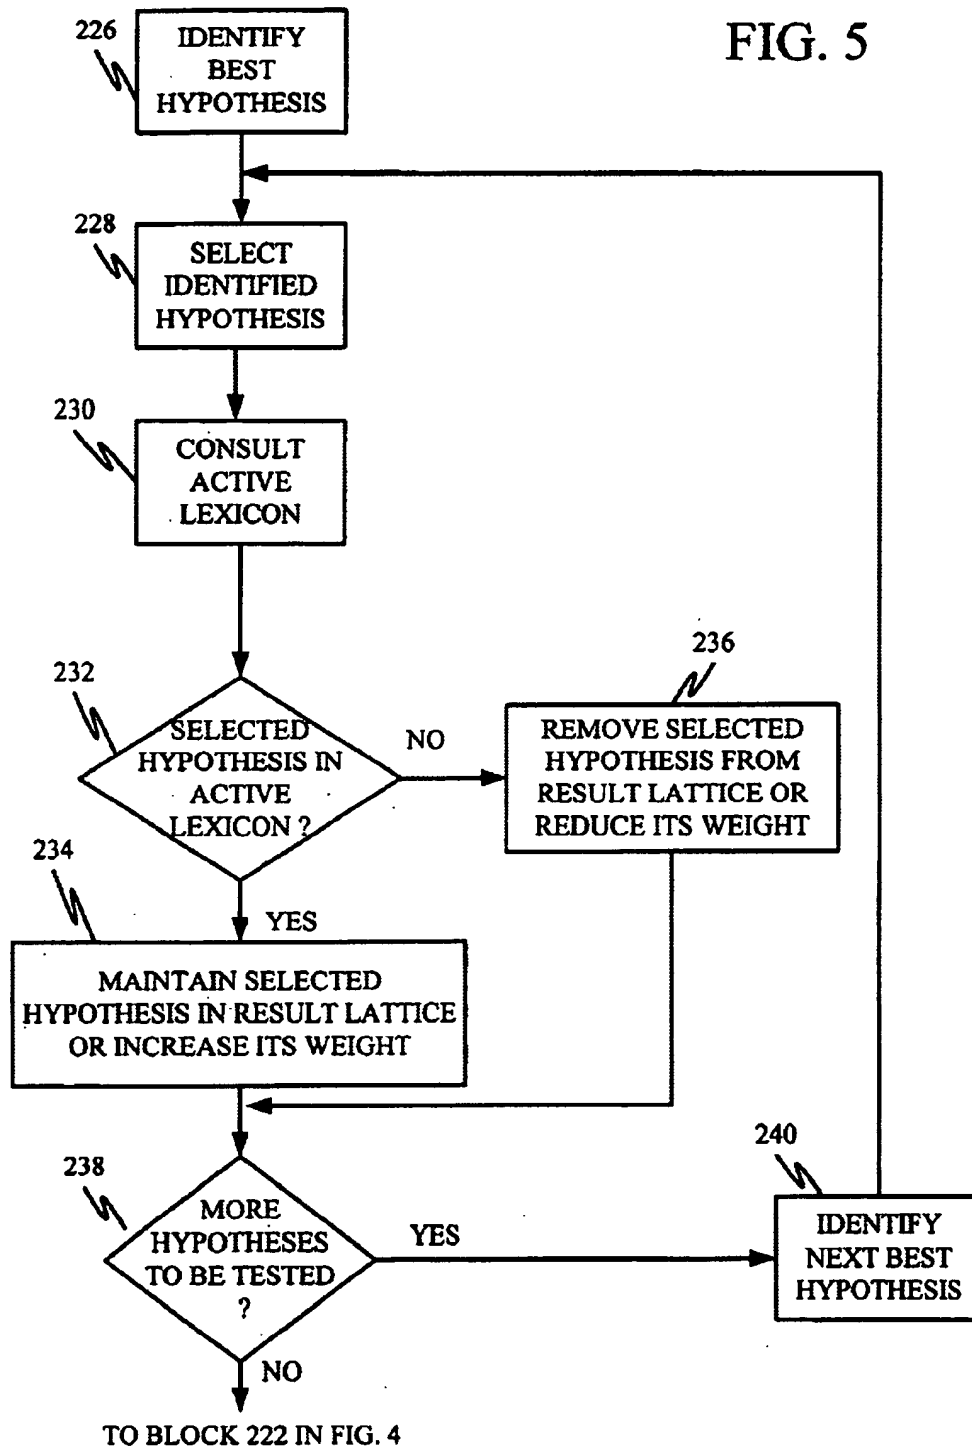 FIG. 5
226
IDENTIFY
BEST
HYPOTHESIS
228
SELECT
IDENTIFIED
HYPOTHESIS
230
CONSULT
ACTIVE
LEXICON
232
SELECTED
HYPOTHESIS IN
ACTIVE
LEXICON ?
NO
236
REMOVE SELECTED
HYPOTHESIS FROM
RESULT LATTICE OR
REDUCE ITS WEIGHT
YES
234
MAINTAIN SELECTED
HYPOTHESIS IN RESULT LATTICE
OR INCREASE ITS WEIGHT
238
MORE
HYPOTHESES
TO BE TESTED
?
YES
240
IDENTIFY
NEXT BEST
HYPOTHESIS
NO
TO BLOCK 222 IN FIG. 4